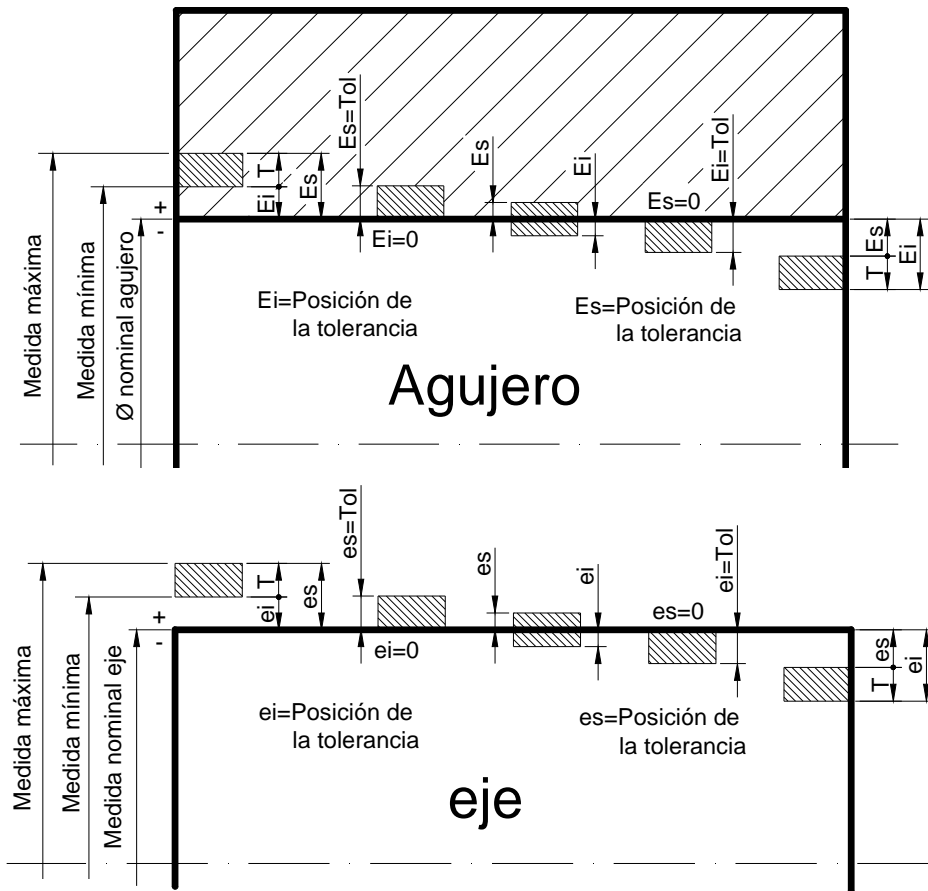 Medida máxima
Medida mínima
Ø nominal agujero
+
-
Ei
T
Es
Es=Tol
Ei=0
Es
Ei
Es=0
Ei=Tol
T
Es
Ei
Ei=Posición de
la tolerancia
Es=Posición de
la tolerancia
Agujero
Medida máxima
Medida mínima
Medida nominal eje
+
-
ei
T
es
es=Tol
ei=0
es
ei
es=0
ei=Tol
T
es
ei
ei=Posición de
la tolerancia
es=Posición de
la tolerancia
eje